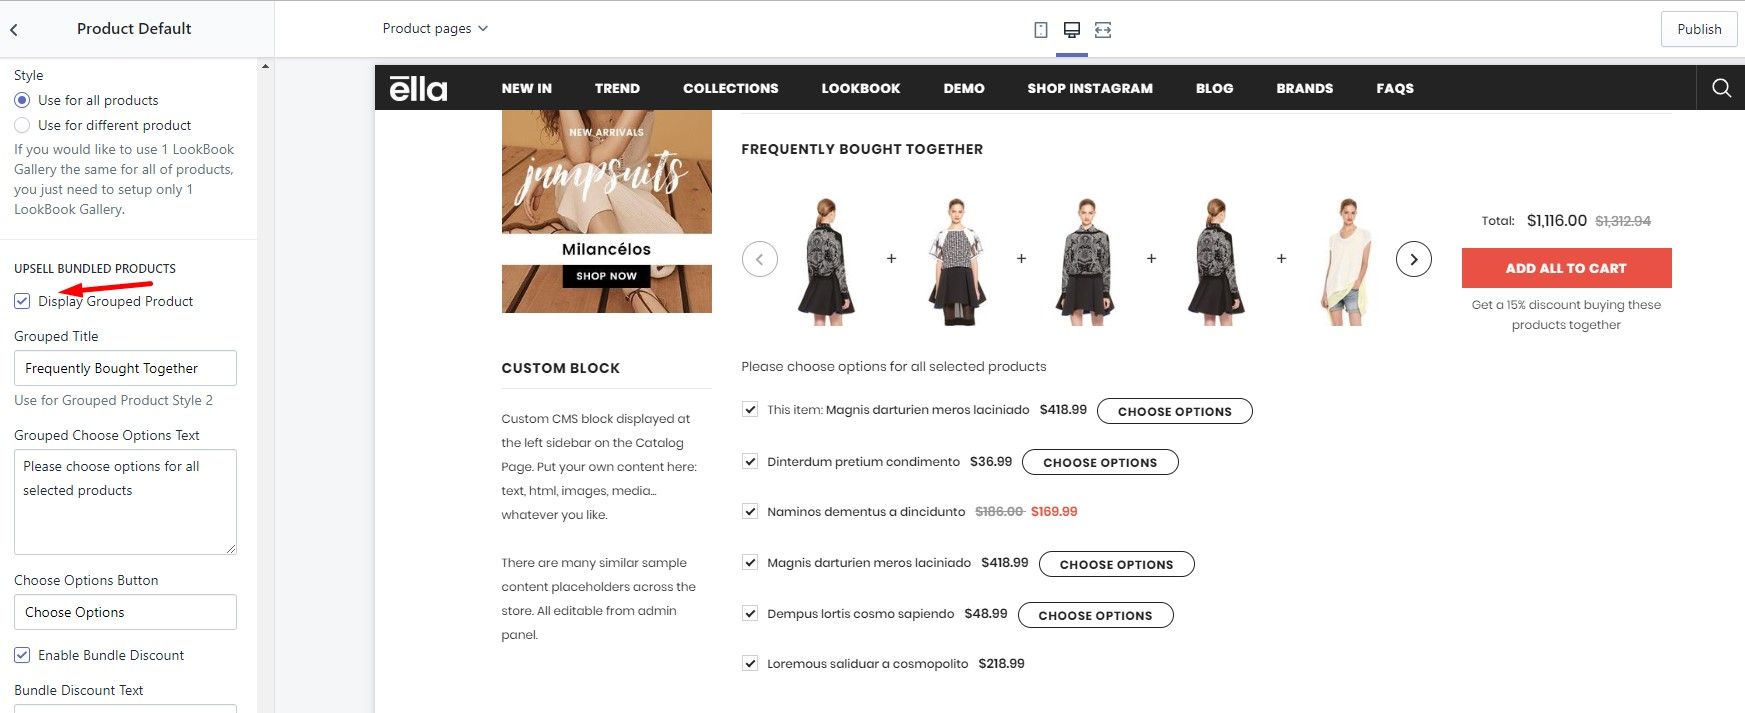 Product Default
Product pages
Publish
Style
Use for all products
Use for different product
If you would like to use 1 LookBook
Gallery the same for all of products,
you just need to setup only 1
LookBook Gallery.
UPSELL BUNDLED PRODUCTS
Display Grouped Product
Grouped Title
Frequently Bought Together
Use for Grouped Product Style 2
Grouped Choose Options Text
Please choose options for all
selected products
Choose Options Button
Choose Options
Enable Bundle Discount
Bundle Discount Text
ella
NEW IN
TREND
COLLECTIONS
LOOKBOOK
DEMO
SHOP INSTAGRAM
BLOG
BRANDS
FAQS
NEW ARRIVALS
jumpsuits
Milancélos
SHOP NOW
CUSTOM BLOCK
Custom CMS block displayed at
the left sidebar on the Catalog
Page. Put your own content here:
text, html, images, media...
whatever you like.
There are many similar sample
content placeholders across the
store. All editable from admin
panel.
FREQUENTLY BOUGHT TOGETHER
+ + + +
Total: $1,116.00 $1,312.94
ADD ALL TO CART
Get a 15% discount buying these
products together
Please choose options for all selected products
This item: Magnis darturien meros laciniado $418.99 CHOOSE OPTIONS
Dinterdum pretium condimento $36.99 CHOOSE OPTIONS
Naminos dementus a dincidunto $186.00 $169.99
Magnis darturien meros laciniado $418.99 CHOOSE OPTIONS
Dempus lortis cosmo sapiendo $48.99 CHOOSE OPTIONS
Loremous saliduar a cosmopolito $218.99